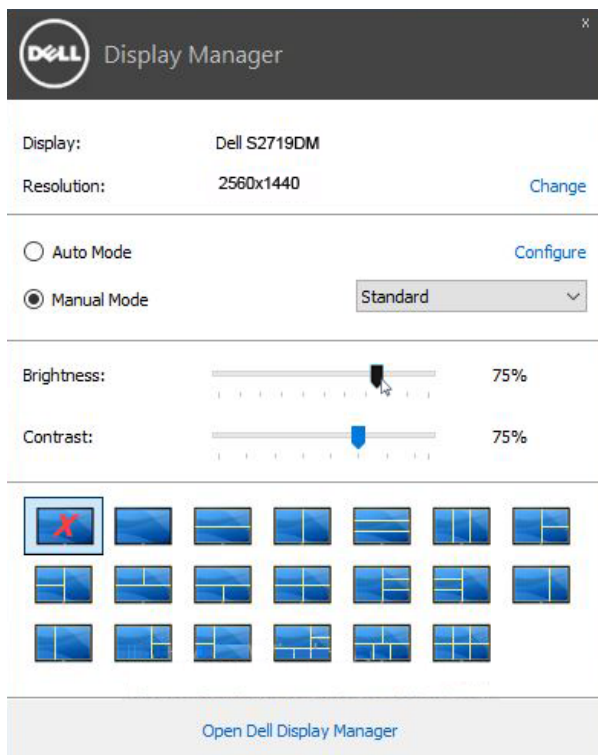 x
DELL Display Manager
Display: Dell S2719DM
Resolution: 2560x1440 Change
Auto Mode Configure
Manual Mode Standard
Brightness: 75%
Contrast: 75%
Open Dell Display Manager